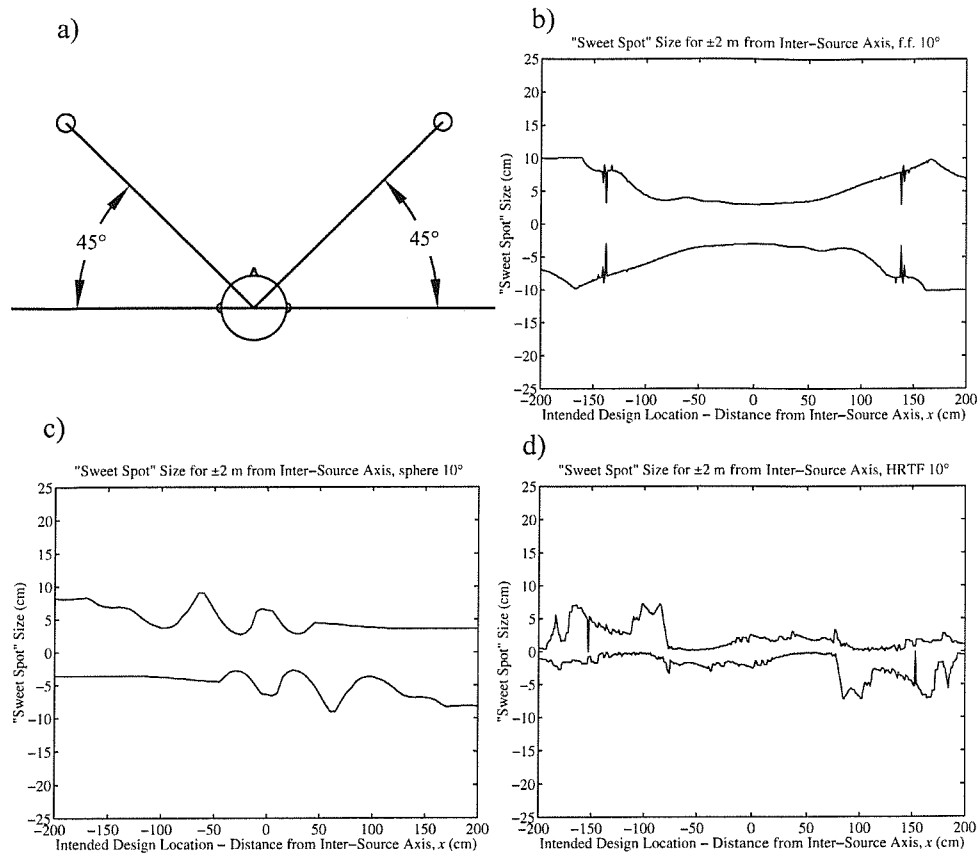 a)
45°
45°
b)
"Sweet Spot" Size for ±2 m from Inter−Source Axis, f.f. 10°
25
20
15
10
5
0
−5
−10
−15
−20
−25
"Sweet Spot" Size (cm)
−200 −150 −100 −50 0 50 100 150 200
Intended Design Location − Distance from Inter−Source Axis, x (cm)
c)
"Sweet Spot" Size for ±2 m from Inter−Source Axis, sphere 10°
25
20
15
10
5
0
−5
−10
−15
−20
−25
"Sweet Spot" Size (cm)
−200 −150 −100 −50 0 50 100 150 200
Intended Design Location − Distance from Inter−Source Axis, x (cm)
d)
"Sweet Spot" Size for ±2 m from Inter−Source Axis, HRTF 10°
25
20
15
10
5
0
−5
−10
−15
−20
−25
"Sweet Spot" Size (cm)
−200 −150 −100 −50 0 50 100 150 200
Intended Design Location − Distance from Inter−Source Axis, x (cm)